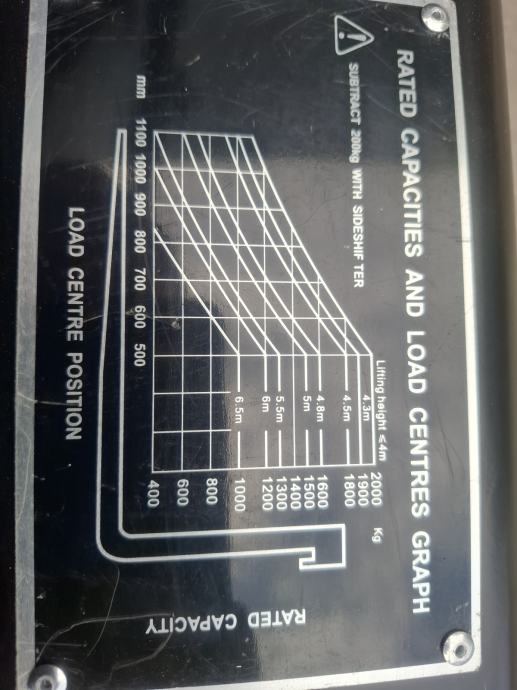 RATED CAPACITIES AND LOAD CENTRES GRAPH
SUBTRACT 200kg WITH SIDESHIFTER
Lifting height ≤4m
4.3m
4.5m
4.8m
5m
5.5m
6m
6.5m
Kg
2000
1900
1800
1600
1500
1400
1300
1200
1000
800
600
400
RATED CAPACITY
mm 1100 1000 900 800 700 600 500
LOAD CENTRE POSITION